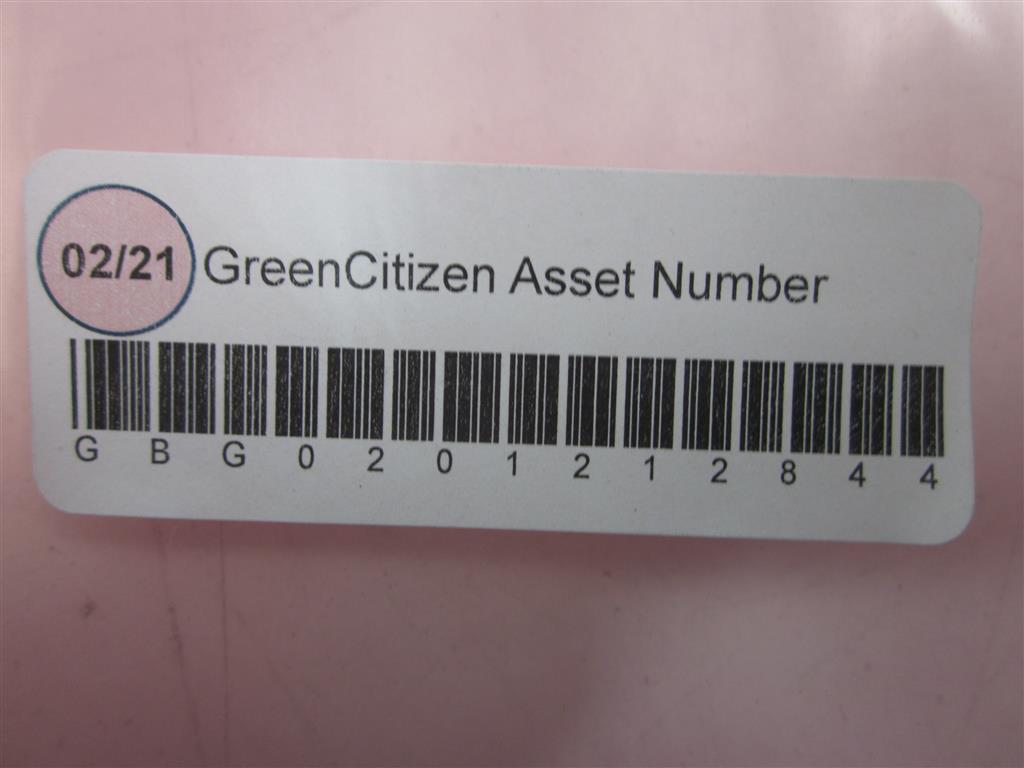 02/21 GreenCitizen Asset Number
G B G 0 2 0 1 2 1 2 8 4 4